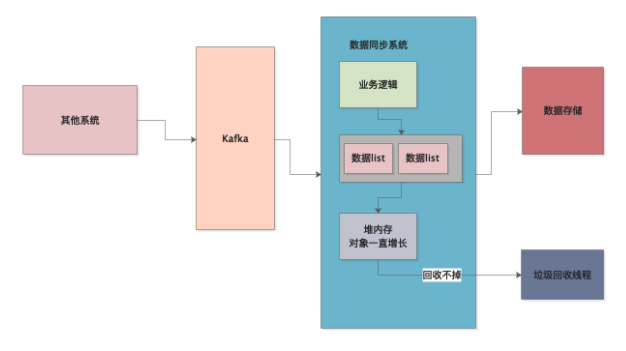 数据同步系统
业务逻辑
其他系统
Kafka
数据list
数据list
数据存储
堆内存
对象一直增长
回收不掉
垃圾回收线程